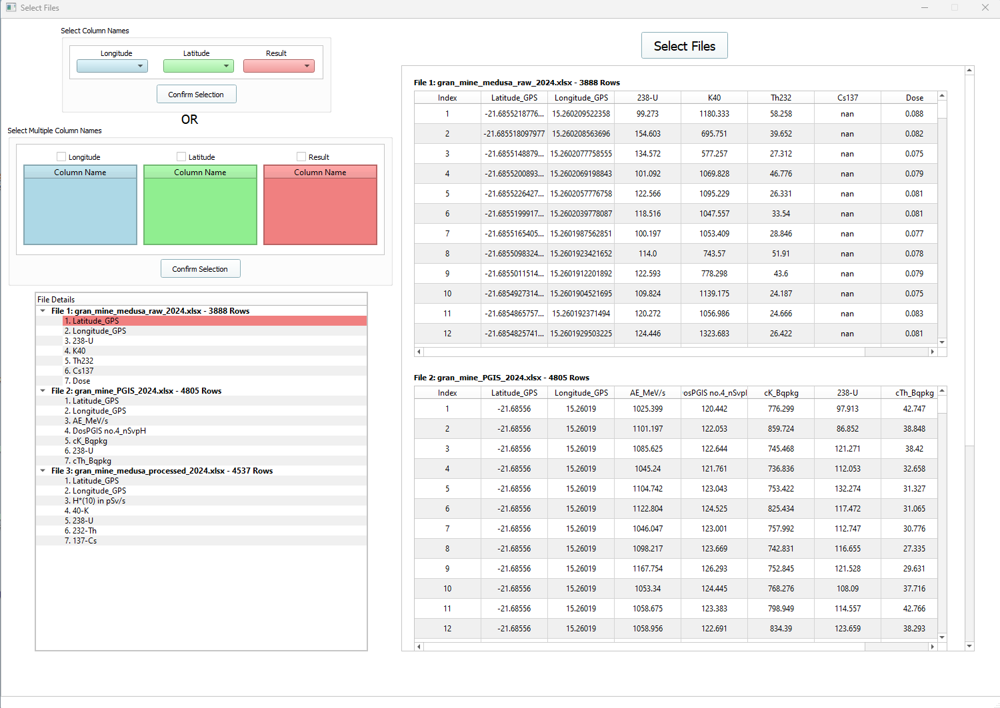 Select Files
Select Column Names
Longitude Latitude Result
Confirm Selection
OR
Select Multiple Column Names
Longitude Latitude Result
Column Name Column Name Column Name
Confirm Selection
File Details
File 1: gran_mine_medusa_raw_2024.xlsx - 3888 Rows
1. Latitude_GPS
2. Longitude_GPS
3. 238-U
4. K40
5. Th232
6. Cs137
7. Dose
File 2: gran_mine_PGIS_2024.xlsx - 4805 Rows
1. Latitude_GPS
2. Longitude_GPS
3. AE_MeV/s
4. DosPGIS no.4_nSvpH
5. cK_Bqpkg
6. 238-U
7. cTh_Bqpkg
File 3: gran_mine_medusa_processed_2024.xlsx - 4537 Rows
1. Latitude_GPS
2. Longitude_GPS
3. H*(10) in pSv/s
4. 40-K
5. 238-U
6. 232-Th
7. 137-Cs
Select Files
File 1: gran_mine_medusa_raw_2024.xlsx - 3888 Rows
Index Latitude_GPS Longitude_GPS 238-U K40 Th232 Cs137 Dose
1 -21.6855218776... 15.260209522358 99.273 1180.333 58.258 nan 0.088
2 -21.685518097977 15.260208563696 154.603 695.751 39.652 nan 0.082
3 -21.6855148879... 15.2602077758555 134.572 577.257 27.312 nan 0.075
4 -21.6855200893... 15.2602069198843 101.092 1069.828 46.776 nan 0.079
5 -21.6855226427... 15.2602057776758 122.566 1095.229 26.331 nan 0.081
6 -21.6855199917... 15.2602039778087 118.516 1047.557 33.54 nan 0.081
7 -21.6855165405... 15.2601987562851 100.197 1053.409 28.846 nan 0.077
8 -21.6855098324... 15.2601923421652 114.0 743.57 51.91 nan 0.078
9 -21.6855011514... 15.2601912201892 122.593 778.298 43.6 nan 0.079
10 -21.6854927314... 15.2601904521695 109.824 1139.175 24.187 nan 0.075
11 -21.6854865757... 15.260192371494 120.272 1056.986 24.666 nan 0.083
12 -21.6854825741... 15.2601929503225 124.446 1323.683 26.422 nan 0.081
File 2: gran_mine_PGIS_2024.xlsx - 4805 Rows
Index Latitude_GPS Longitude_GPS AE_MeV/s osPGIS no.4_nSvpl cK_Bqpkg 238-U cTh_Bqpkg
1 -21.68556 15.26019 1025.399 120.442 776.299 97.913 42.747
2 -21.68556 15.26019 1101.197 122.053 859.724 86.852 38.848
3 -21.68556 15.26019 1085.625 122.644 745.468 121.271 38.42
4 -21.68556 15.26019 1045.24 121.761 736.836 112.053 32.658
5 -21.68556 15.26019 1104.742 123.043 753.422 132.274 31.327
6 -21.68556 15.26019 1122.804 124.525 825.434 117.472 31.065
7 -21.68556 15.26019 1046.047 123.001 757.992 112.747 30.776
8 -21.68556 15.26019 1098.217 123.669 742.831 116.655 27.335
9 -21.68556 15.26019 1167.754 126.293 752.845 121.528 29.631
10 -21.68556 15.26019 1053.34 124.445 768.276 108.09 37.716
11 -21.68556 15.26019 1058.675 123.383 798.949 114.557 42.766
12 -21.68556 15.26019 1058.956 122.691 834.39 123.659 38.293